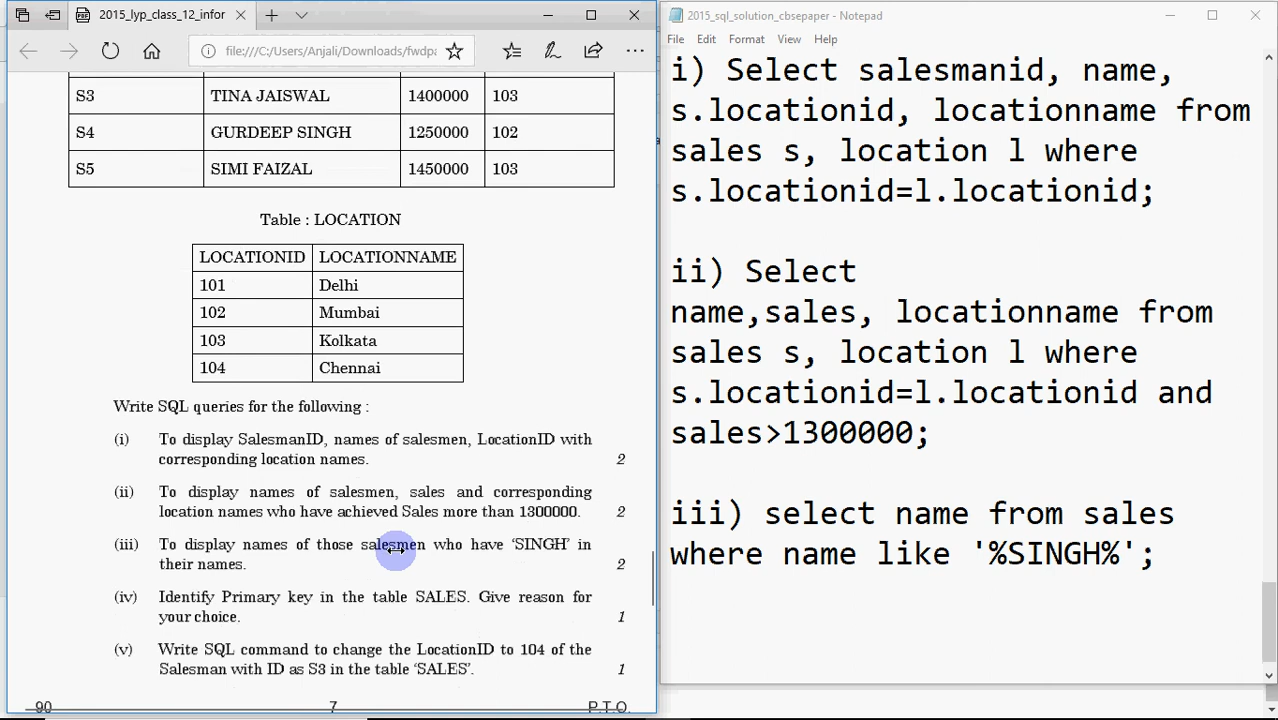 2015_lyp_class_12_infor
file:///C:/Users/Anjali/Downloads/fwdpa
S3 TINA JAISWAL 1400000 103
S4 GURDEEP SINGH 1250000 102
S5 SIMI FAIZAL 1450000 103
Table : LOCATION
LOCATIONID LOCATIONNAME
101 Delhi
102 Mumbai
103 Kolkata
104 Chennai
Write SQL queries for the following :
(i) To display SalesmanID, names of salesmen, LocationID with
corresponding location names. 2
(ii) To display names of salesmen, sales and corresponding
location names who have achieved Sales more than 1300000. 2
(iii) To display names of those salesmen who have 'SINGH' in
their names. 2
(iv) Identify Primary key in the table SALES. Give reason for
your choice. 1
(v) Write SQL command to change the LocationID to 104 of the
Salesman with ID as S3 in the table 'SALES'. 1
90 7 P.T.O.
2015_sql_solution_cbsepaper - Notepad
File Edit Format View Help
i) Select salesmanid, name,
s.locationid, locationname from
sales s, location l where
s.locationid=l.locationid;
ii) Select
name,sales, locationname from
sales s, location l where
s.locationid=l.locationid and
sales>1300000;
iii) select name from sales
where name like '%SINGH%';